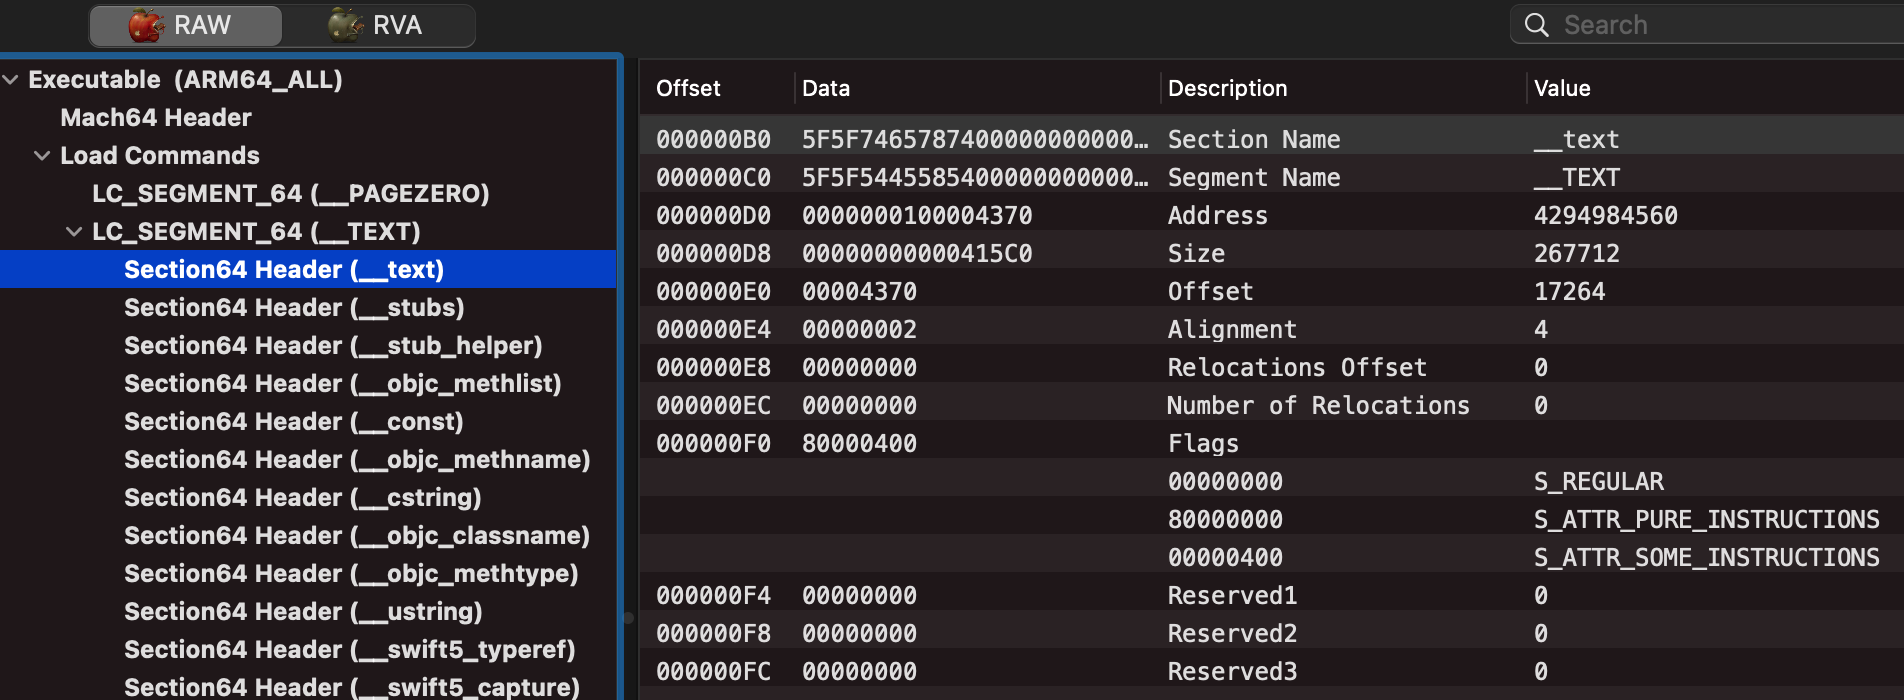 RAW RVA Search
Executable (ARM64_ALL)
Mach64 Header
Load Commands
LC_SEGMENT_64 (__PAGEZERO)
LC_SEGMENT_64 (__TEXT)
Section64 Header (__text)
Section64 Header (__stubs)
Section64 Header (__stub_helper)
Section64 Header (__objc_methlist)
Section64 Header (__const)
Section64 Header (__objc_methname)
Section64 Header (__cstring)
Section64 Header (__objc_classname)
Section64 Header (__objc_methtype)
Section64 Header (__ustring)
Section64 Header (__swift5_typeref)
Section64 Header (__swift5_capture)
Offset Data Description Value
000000B0 5F5F7465787400000000000... Section Name __text
000000C0 5F5F5445585400000000000... Segment Name __TEXT
000000D0 0000000100004370 Address 4294984560
000000D8 00000000000415C0 Size 267712
000000E0 00004370 Offset 17264
000000E4 00000002 Alignment 4
000000E8 00000000 Relocations Offset 0
000000EC 00000000 Number of Relocations 0
000000F0 80000400 Flags
00000000 S_REGULAR
80000000 S_ATTR_PURE_INSTRUCTIONS
00000400 S_ATTR_SOME_INSTRUCTIONS
000000F4 00000000 Reserved1 0
000000F8 00000000 Reserved2 0
000000FC 00000000 Reserved3 0